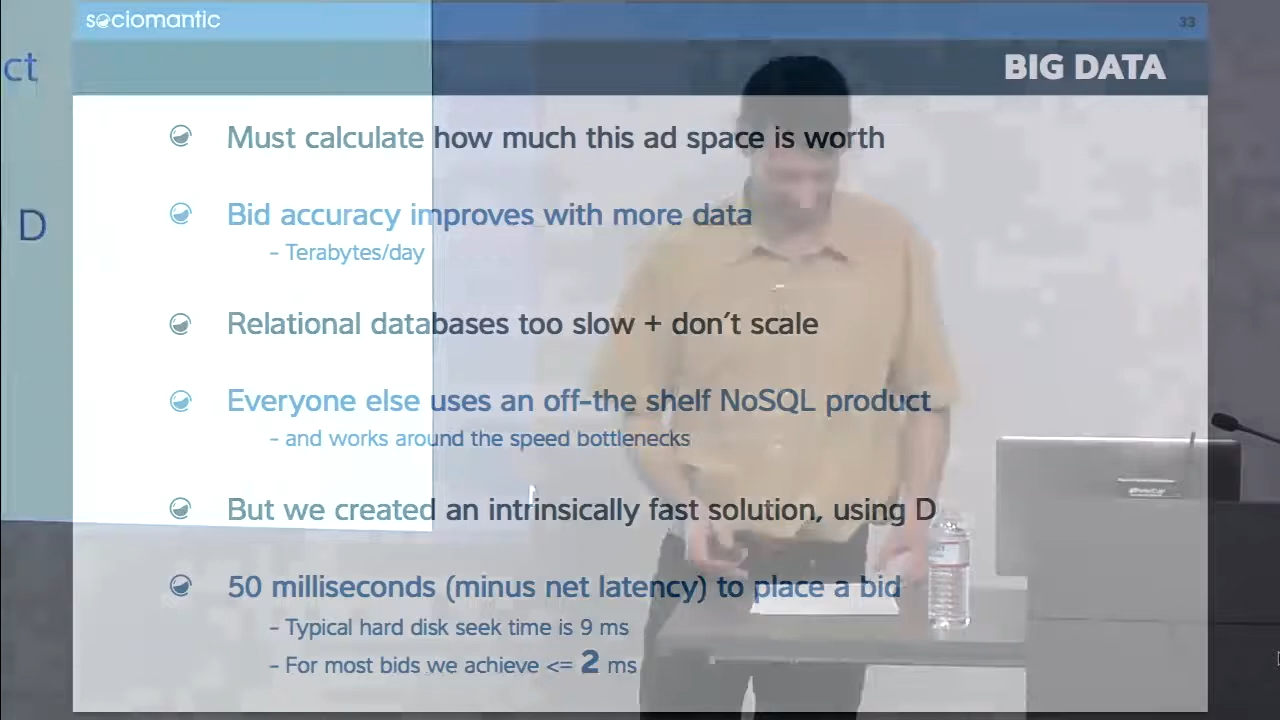 sociomantic
33
ct
BIG DATA
Must calculate how much this ad space is worth
D
Bid accuracy improves with more data
- Terabytes/day
Relational databases too slow + don't scale
Everyone else uses an off-the shelf NoSQL product
- and works around the speed bottlenecks
But we created an intrinsically fast solution, using D
50 milliseconds (minus net latency) to place a bid
- Typical hard disk seek time is 9 ms
- For most bids we achieve <= 2 ms